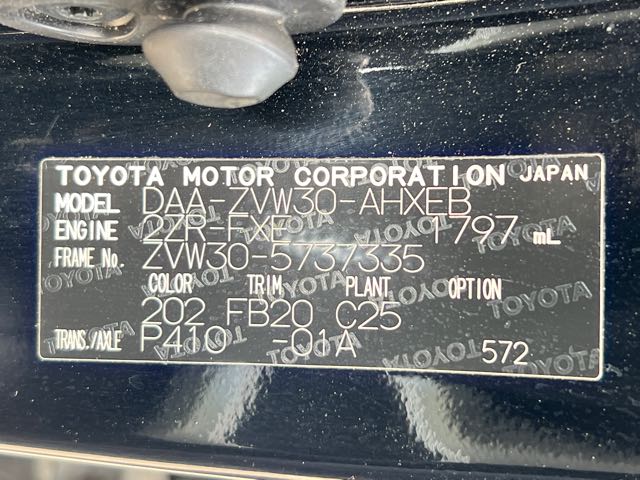 TOYOTA MOTOR CORPORATION JAPAN
MODEL DAA-ZVW30-AHXEB
ENGINE 2ZR-FXE 1797 mL
FRAME No. ZVW30-5737335
COLOR TRIM PLANT OPTION
202 FB20 C25
TRANS./AXLE P410 -01A 572